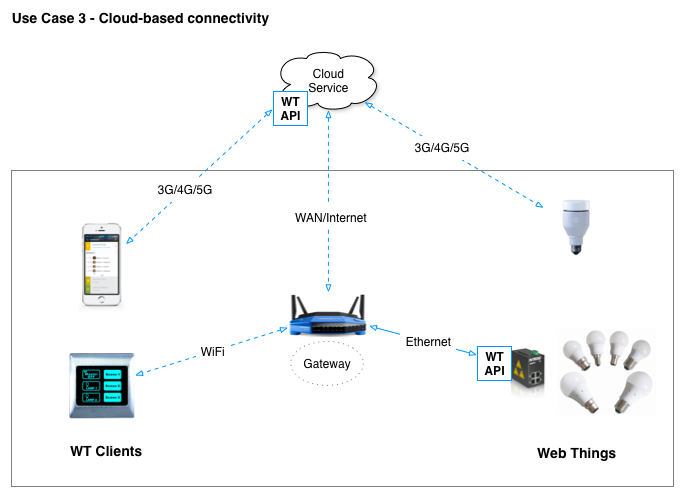 Use Case 3 - Cloud-based connectivity
Cloud
Service
WT
API
3G/4G/5G
3G/4G/5G
WAN/Internet
WiFi
Gateway
Ethernet
WT
API
WT Clients
Web Things